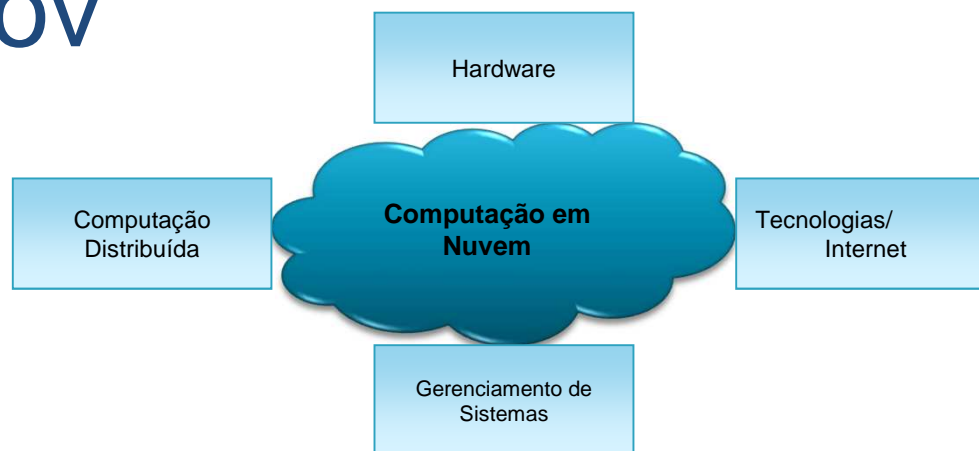 ov
Hardware
Computação
Distribuída
Computação em
Nuvem
Tecnologias/
Internet
Gerenciamento de
Sistemas